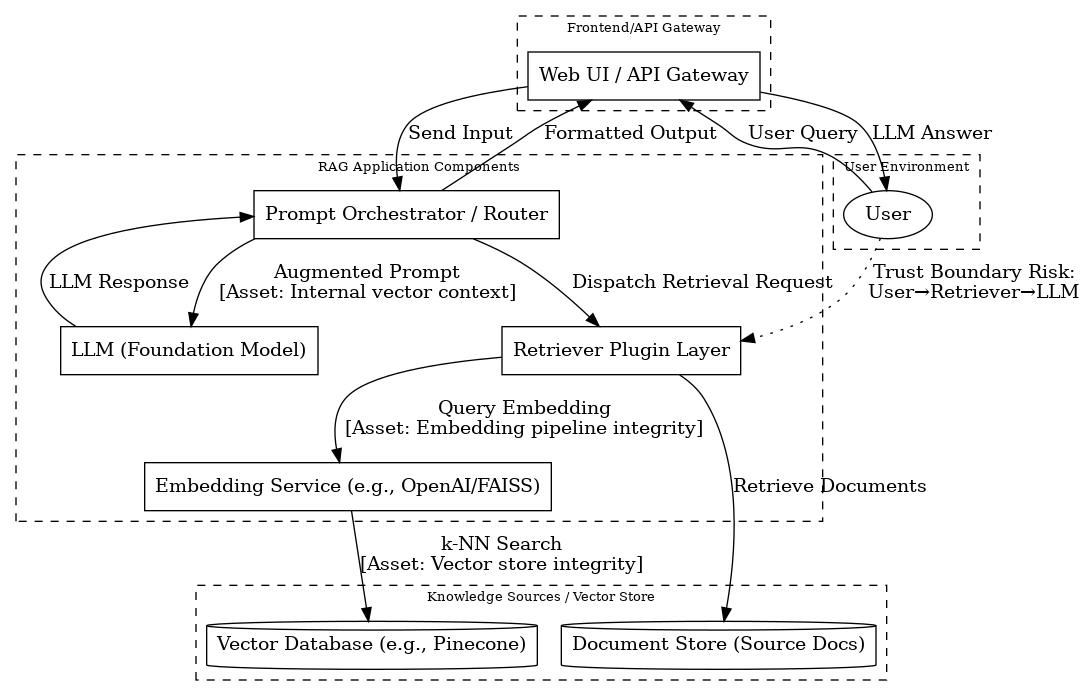 Frontend/API Gateway
Web UI / API Gateway
Send Input
Formatted Output
User Query
LLM Answer
RAG Application Components
User Environment
Prompt Orchestrator / Router
User
LLM Response
Augmented Prompt
[Asset: Internal vector context]
Dispatch Retrieval Request
Trust Boundary Risk:
User→Retriever→LLM
LLM (Foundation Model)
Retriever Plugin Layer
Query Embedding
[Asset: Embedding pipeline integrity]
Embedding Service (e.g., OpenAI/FAISS)
Retrieve Documents
k-NN Search
[Asset: Vector store integrity]
Knowledge Sources / Vector Store
Vector Database (e.g., Pinecone)
Document Store (Source Docs)